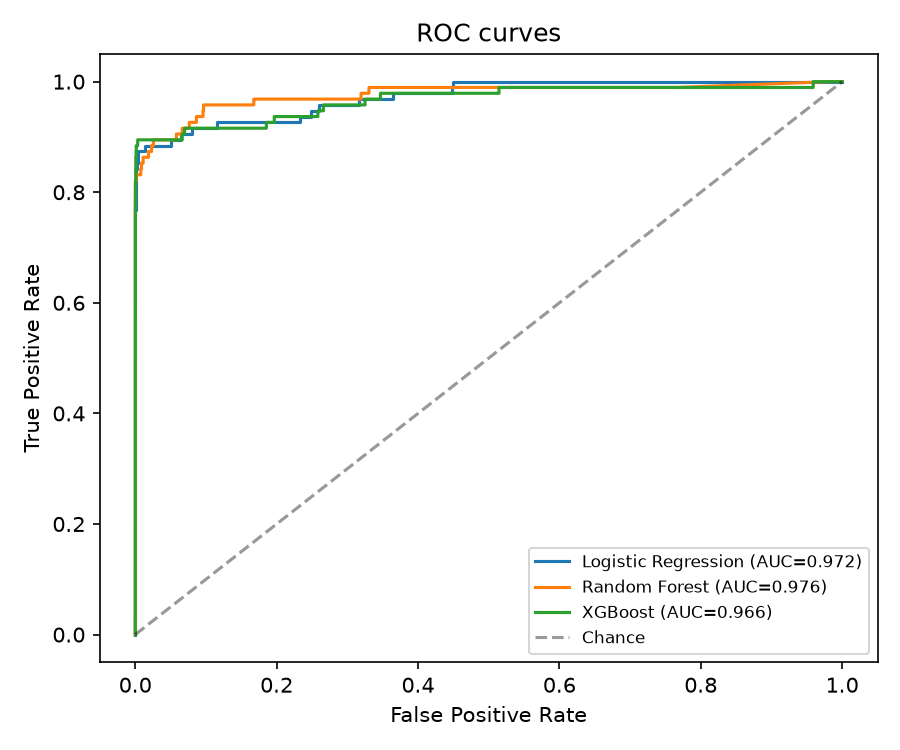 ROC curves
True Positive Rate
1.0
0.8
0.6
0.4
0.2
0.0
Logistic Regression (AUC=0.972)
Random Forest (AUC=0.976)
XGBoost (AUC=0.966)
Chance
0.0 0.2 0.4 0.6 0.8 1.0
False Positive Rate